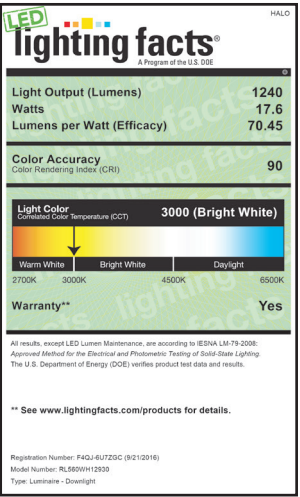 HALO
LED
lighting facts®
A Program of the U.S. DOE
Light Output (Lumens) 1240
Watts 17.6
Lumens per Watt (Efficacy) 70.45
Color Accuracy
Color Rendering Index (CRI) 90
Light Color
Correlated Color Temperature (CCT) 3000 (Bright White)
Warm White Bright White Daylight
2700K 3000K 4500K 6500K
Warranty** Yes
All results, except LED Lumen Maintenance, are according to IESNA LM-79-2008:
Approved Method for the Electrical and Photometric Testing of Solid-State Lighting.
The U.S. Department of Energy (DOE) verifies product test data and results.
** See www.lightingfacts.com/products for details.
Registration Number: F4QJ-6U7ZGC (9/21/2016)
Model Number: RL560WH12930
Type: Luminaire - Downlight